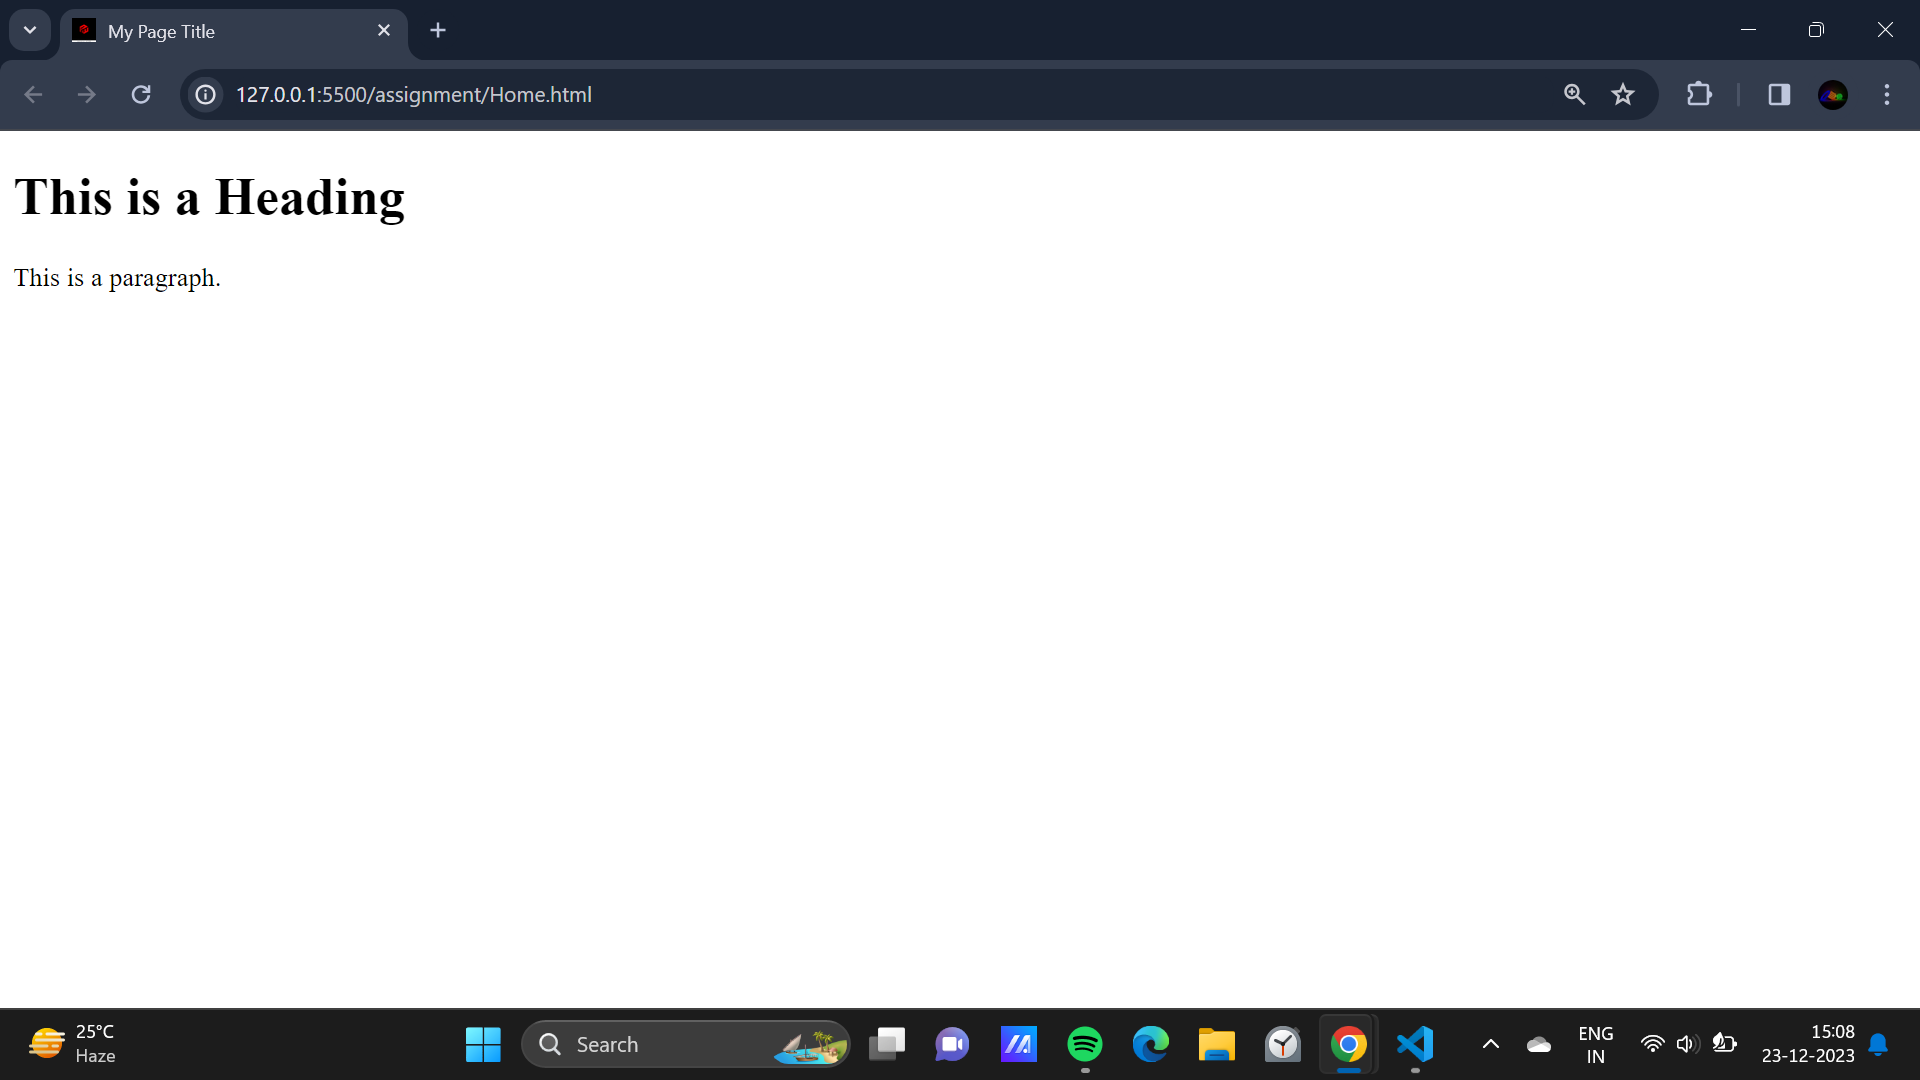 My Page Title
127.0.0.1:5500/assignment/Home.html
This is a Heading
This is a paragraph.
25°C
Haze
Search
ENG
IN
15:08
23-12-2023